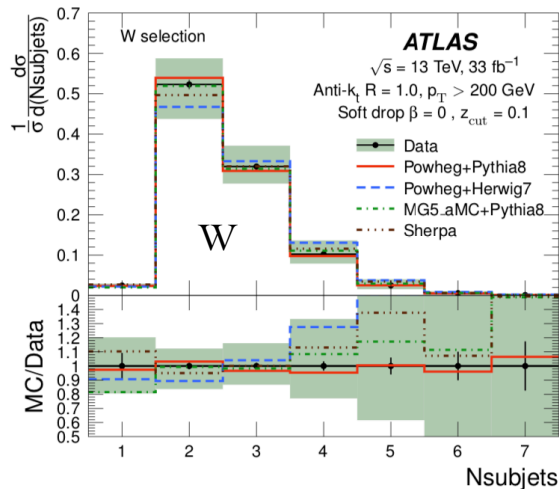 W selection
ATLAS
√s = 13 TeV, 33 fb⁻¹
Anti-kₜ R = 1.0, p_T > 200 GeV
Soft drop β = 0 , z_cut = 0.1
Data
Powheg+Pythia8
Powheg+Herwig7
MG5_aMC+Pythia8
Sherpa
W
1/σ dσ/d(Nsubjets)
0.7
0.6
0.5
0.4
0.3
0.2
0.1
0
MC/Data
1.4
1.3
1.2
1.1
1
0.9
0.8
0.7
0.6
0.5
1 2 3 4 5 6 7
Nsubjets